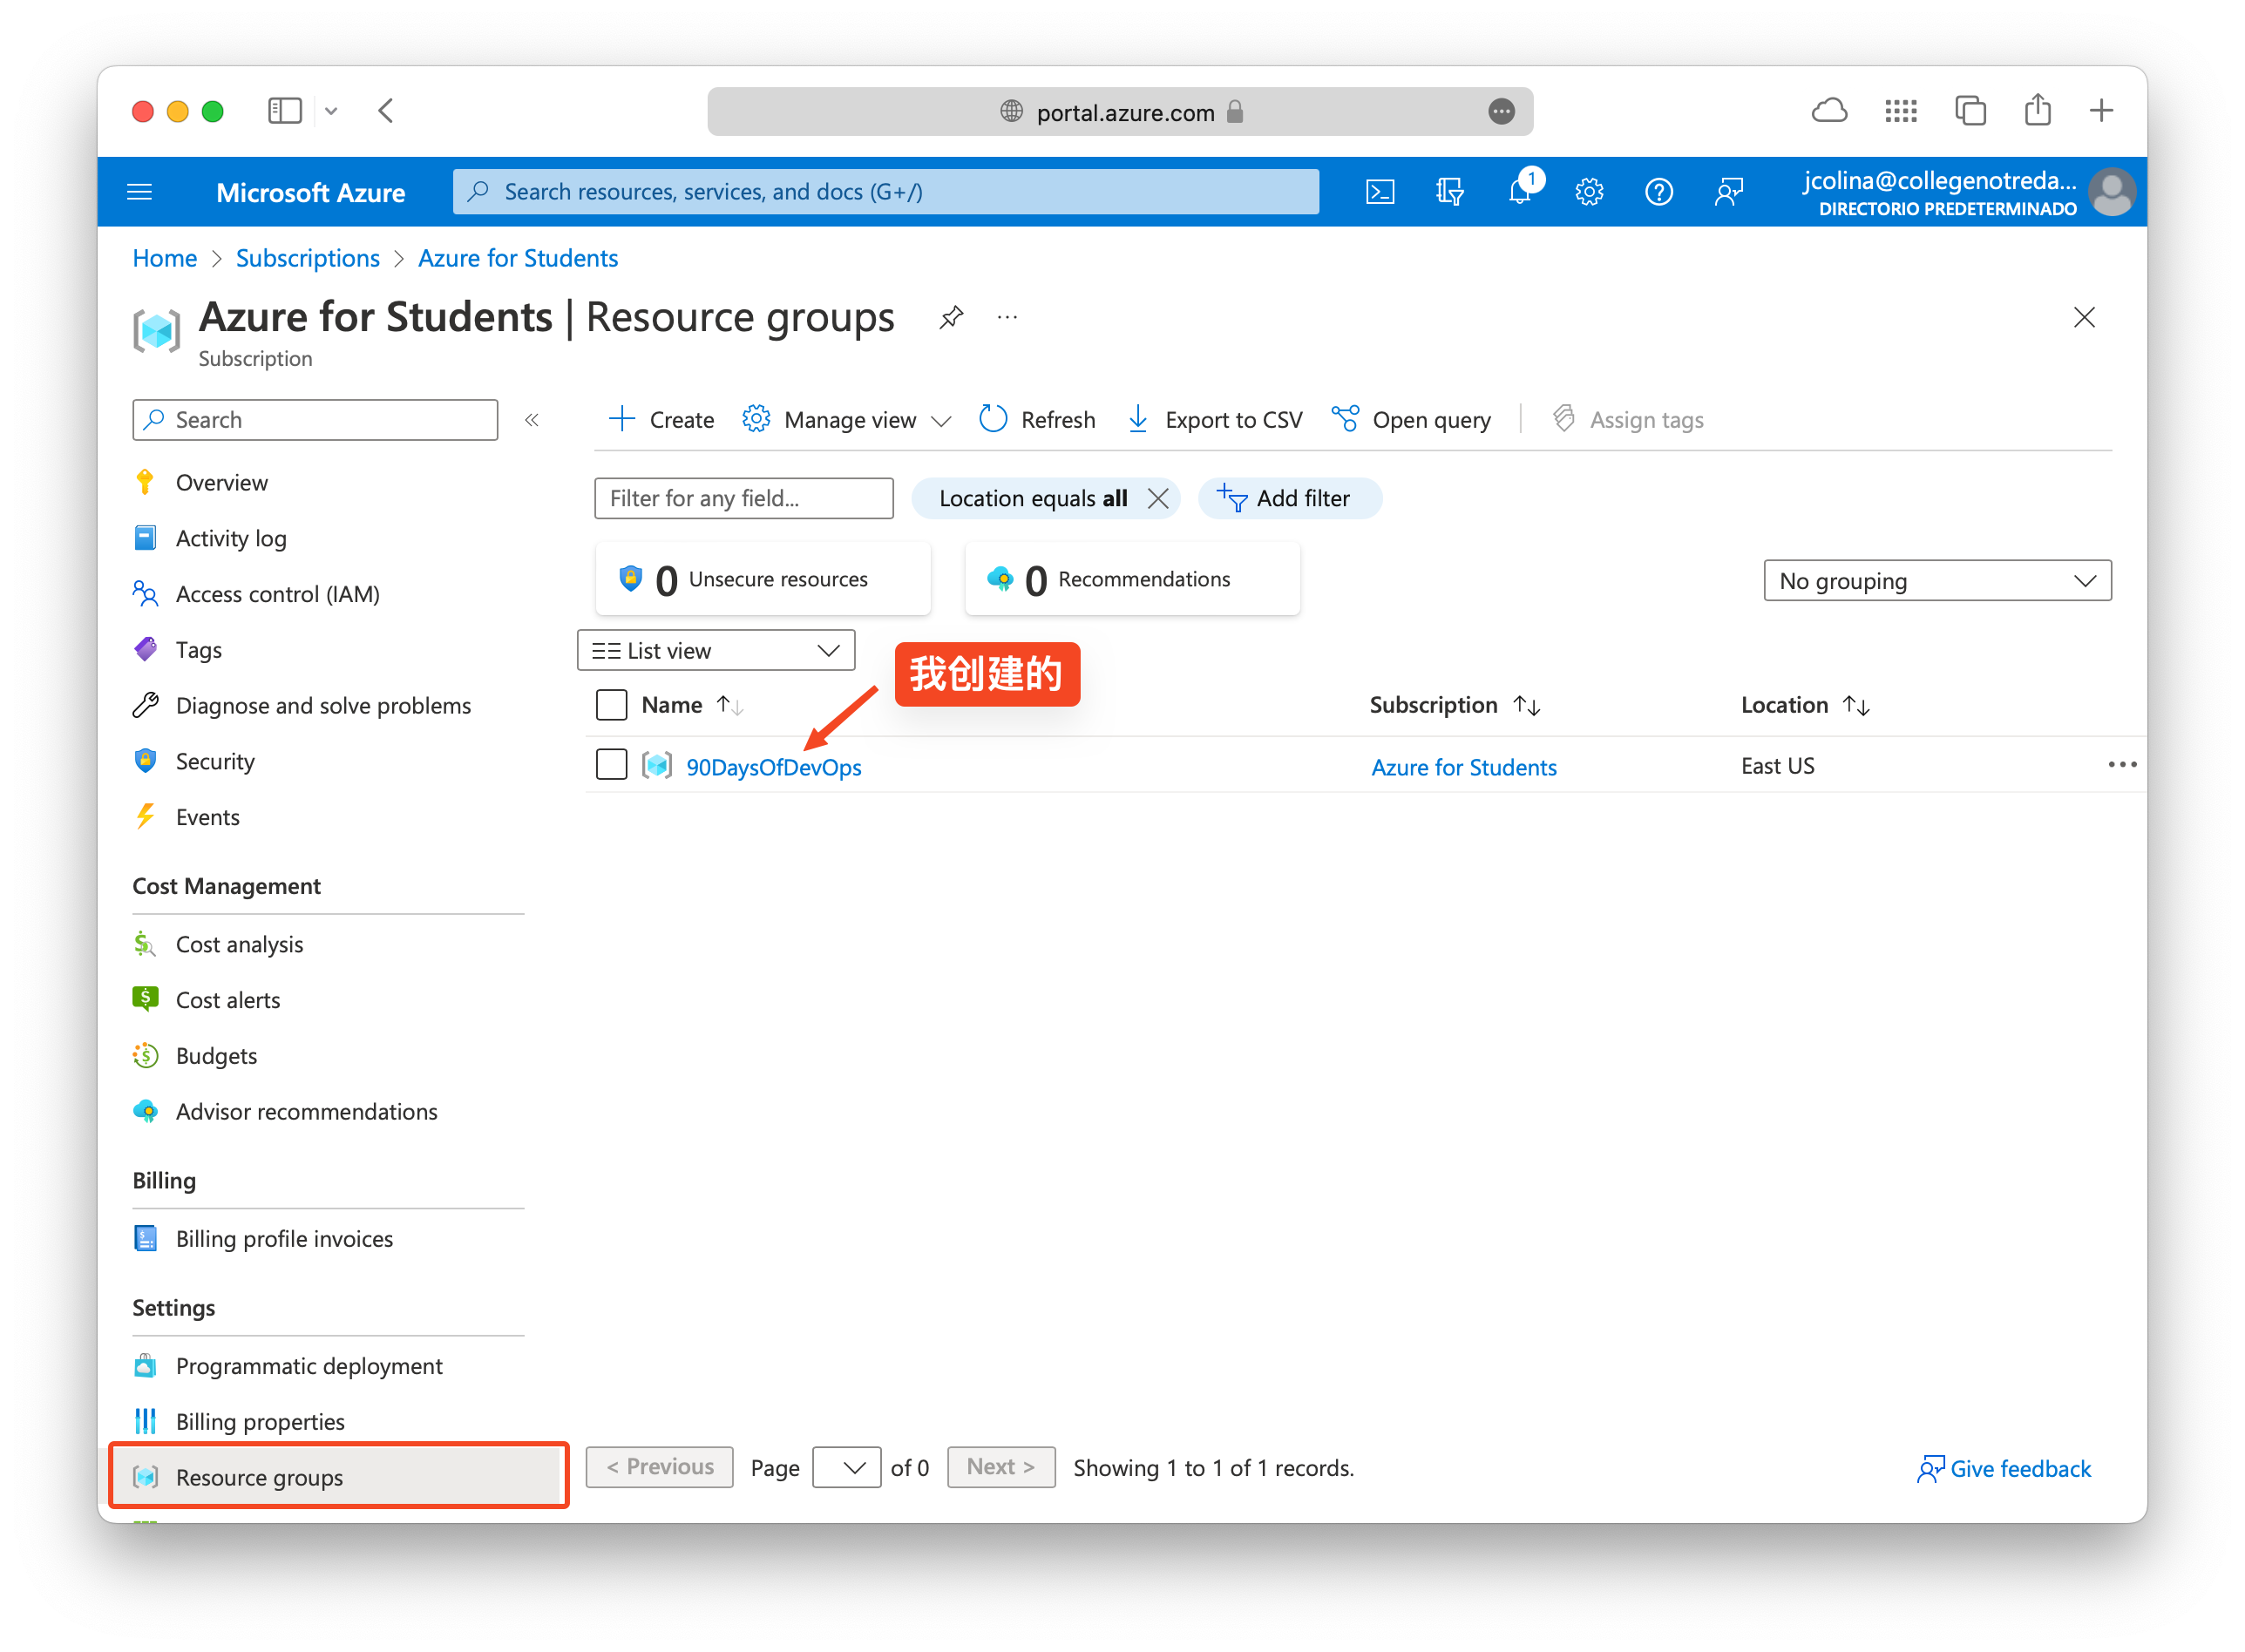 portal.azure.com
Microsoft Azure
Search resources, services, and docs (G+/)
1
jcolina@collegenotreda...
DIRECTORIO PREDETERMINADO
Home > Subscriptions > Azure for Students
Azure for Students | Resource groups
Subscription
Search
Create
Manage view
Refresh
Export to CSV
Open query
Assign tags
Overview
Activity log
Access control (IAM)
Tags
Diagnose and solve problems
Security
Events
Cost Management
Cost analysis
Cost alerts
Budgets
Advisor recommendations
Billing
Billing profile invoices
Settings
Programmatic deployment
Billing properties
Resource groups
Filter for any field...
Location equals all
Add filter
0 Unsecure resources
0 Recommendations
No grouping
List view
我创建的
Name
Subscription
Location
90DaysOfDevOps
Azure for Students
East US
< Previous
Page
of 0
Next >
Showing 1 to 1 of 1 records.
Give feedback